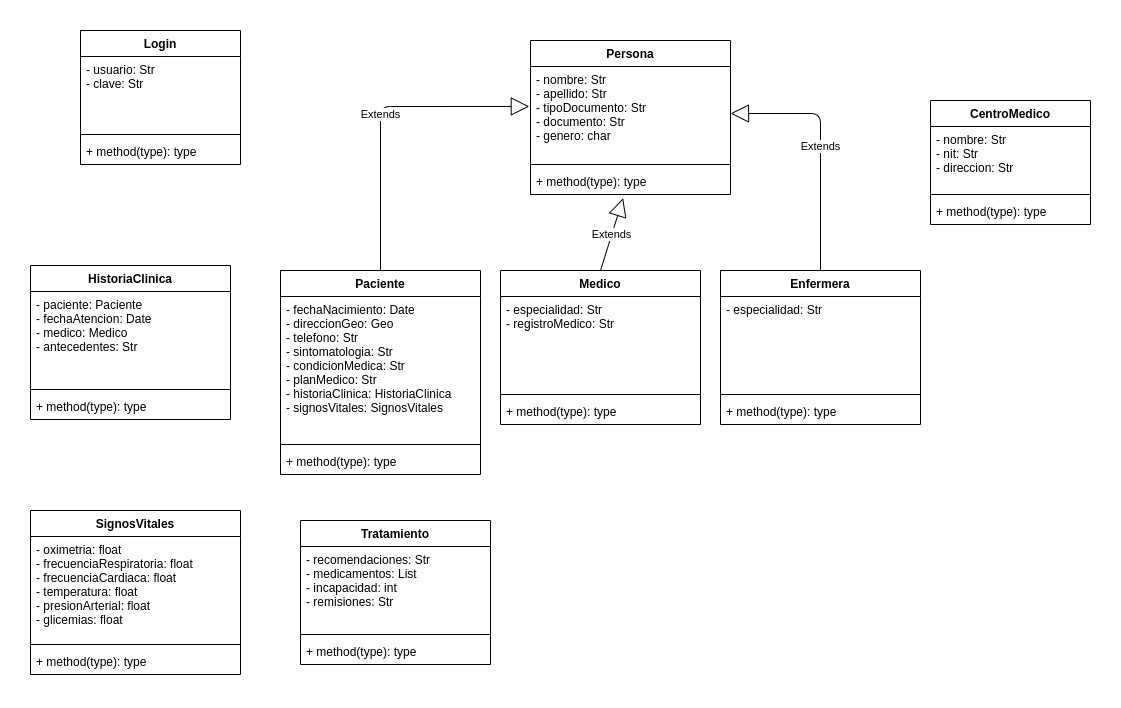 Login
- usuario: Str
- clave: Str
+ method(type): type
Persona
- nombre: Str
- apellido: Str
- tipoDocumento: Str
- documento: Str
- genero: char
+ method(type): type
CentroMedico
- nombre: Str
- nit: Str
- direccion: Str
+ method(type): type
Extends
Extends
Extends
HistoriaClinica
- paciente: Paciente
- fechaAtencion: Date
- medico: Medico
- antecedentes: Str
+ method(type): type
Paciente
- fechaNacimiento: Date
- direccionGeo: Geo
- telefono: Str
- sintomatologia: Str
- condicionMedica: Str
- planMedico: Str
- historiaClinica: HistoriaClinica
- signosVitales: SignosVitales
+ method(type): type
Medico
- especialidad: Str
- registroMedico: Str
+ method(type): type
Enfermera
- especialidad: Str
+ method(type): type
SignosVitales
- oximetria: float
- frecuenciaRespiratoria: float
- frecuenciaCardiaca: float
- temperatura: float
- presionArterial: float
- glicemias: float
+ method(type): type
Tratamiento
- recomendaciones: Str
- medicamentos: List
- incapacidad: int
- remisiones: Str
+ method(type): type